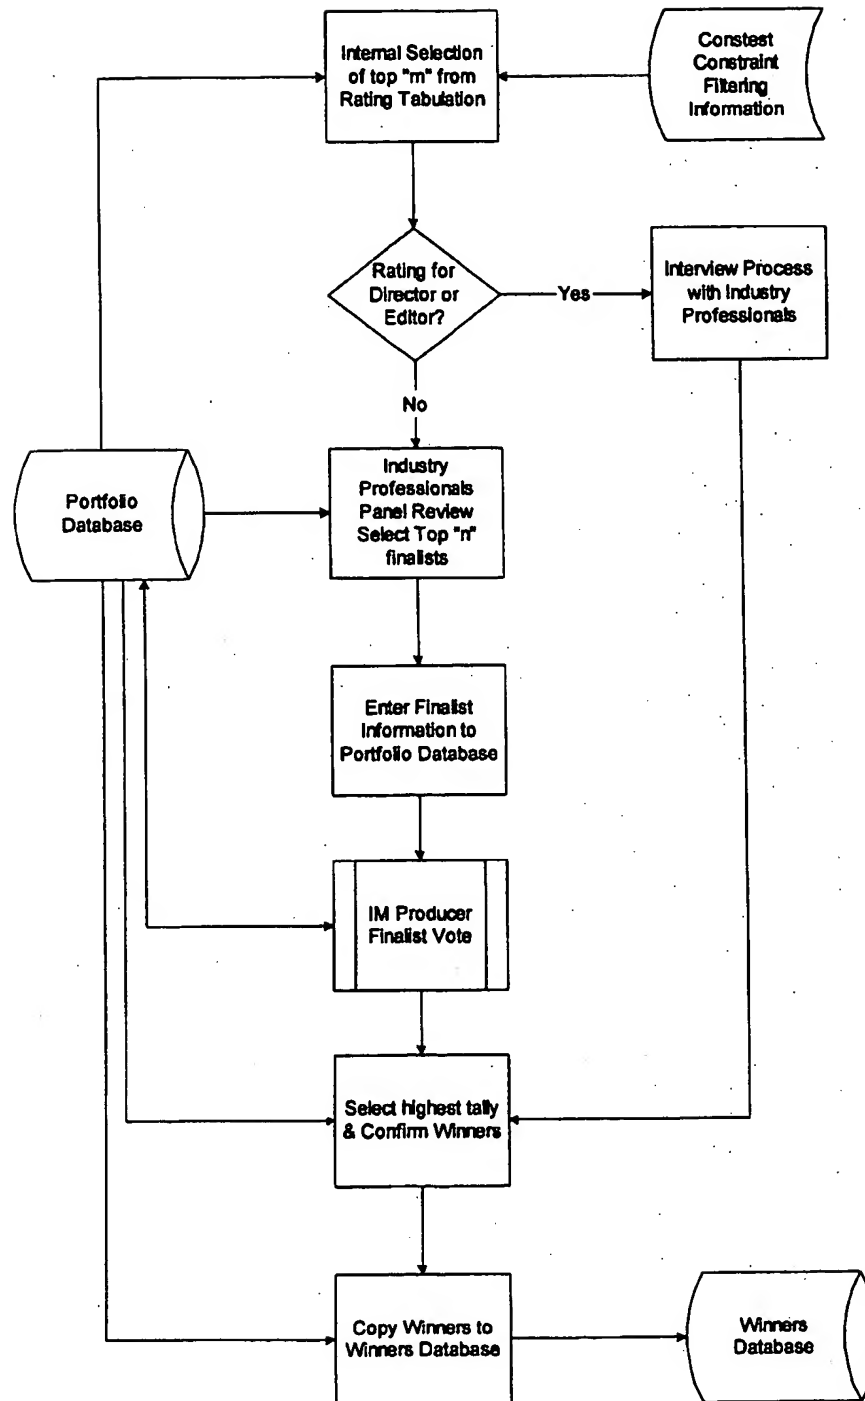 Internal Selection
of top "m" from
Rating Tabulation
Constest
Constraint
Filtering
Information
Rating for
Director or
Editor?
Yes
Interview Process
with Industry
Professionals
No
Portfolio
Database
Industry
Professionals
Panel Review
Select Top "n"
finalists
Enter Finalist
Information to
Portfolio Database
IM Producer
Finalist Vote
Select highest tally
& Confirm Winners
Copy Winners to
Winners Database
Winners
Database